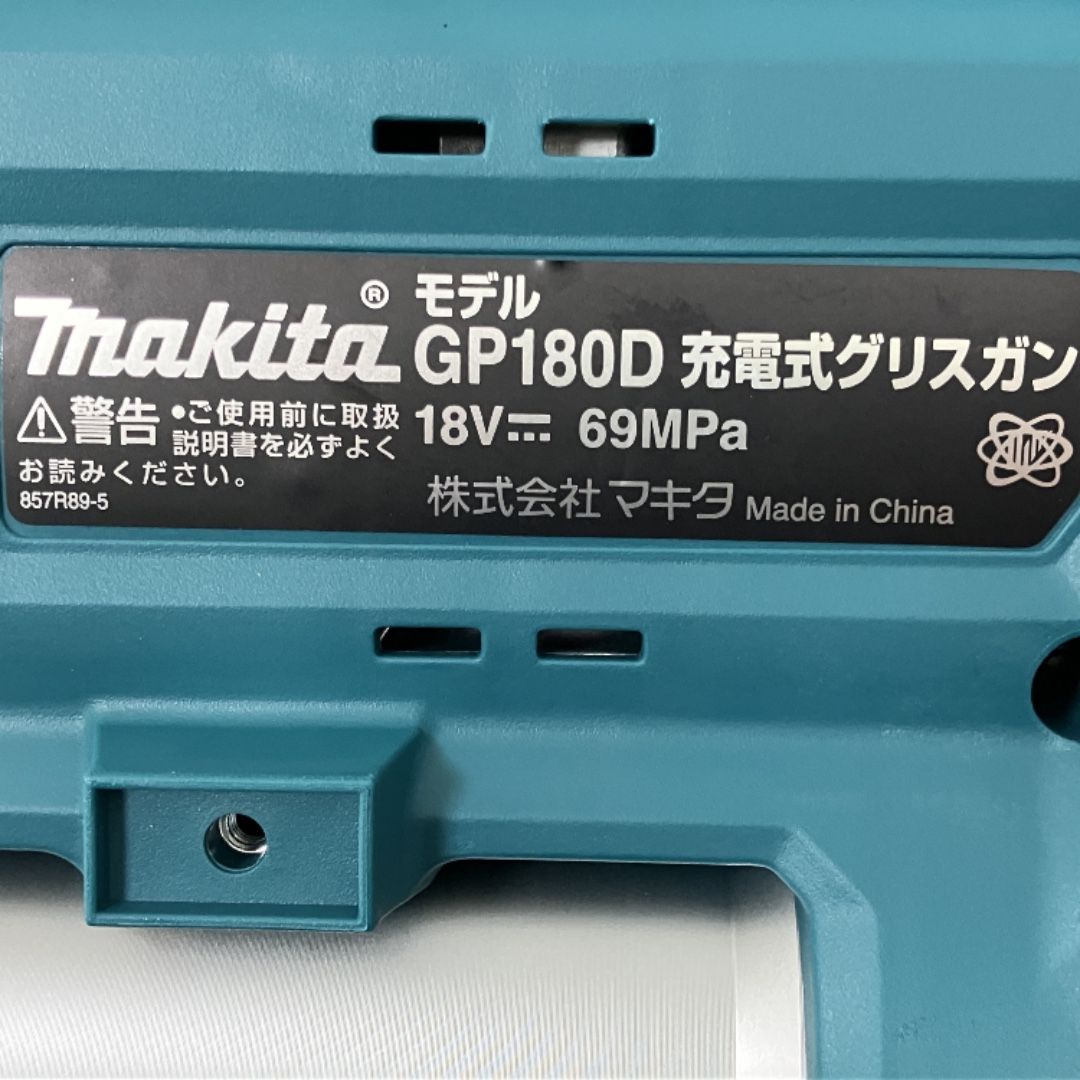 makita® モデル
GP180D 充電式グリスガン
18V⎓ 69MPa
⚠警告 •ご使用前に取扱
説明書を必ずよく
お読みください。
857R89-5
株式会社マキタ Made in China